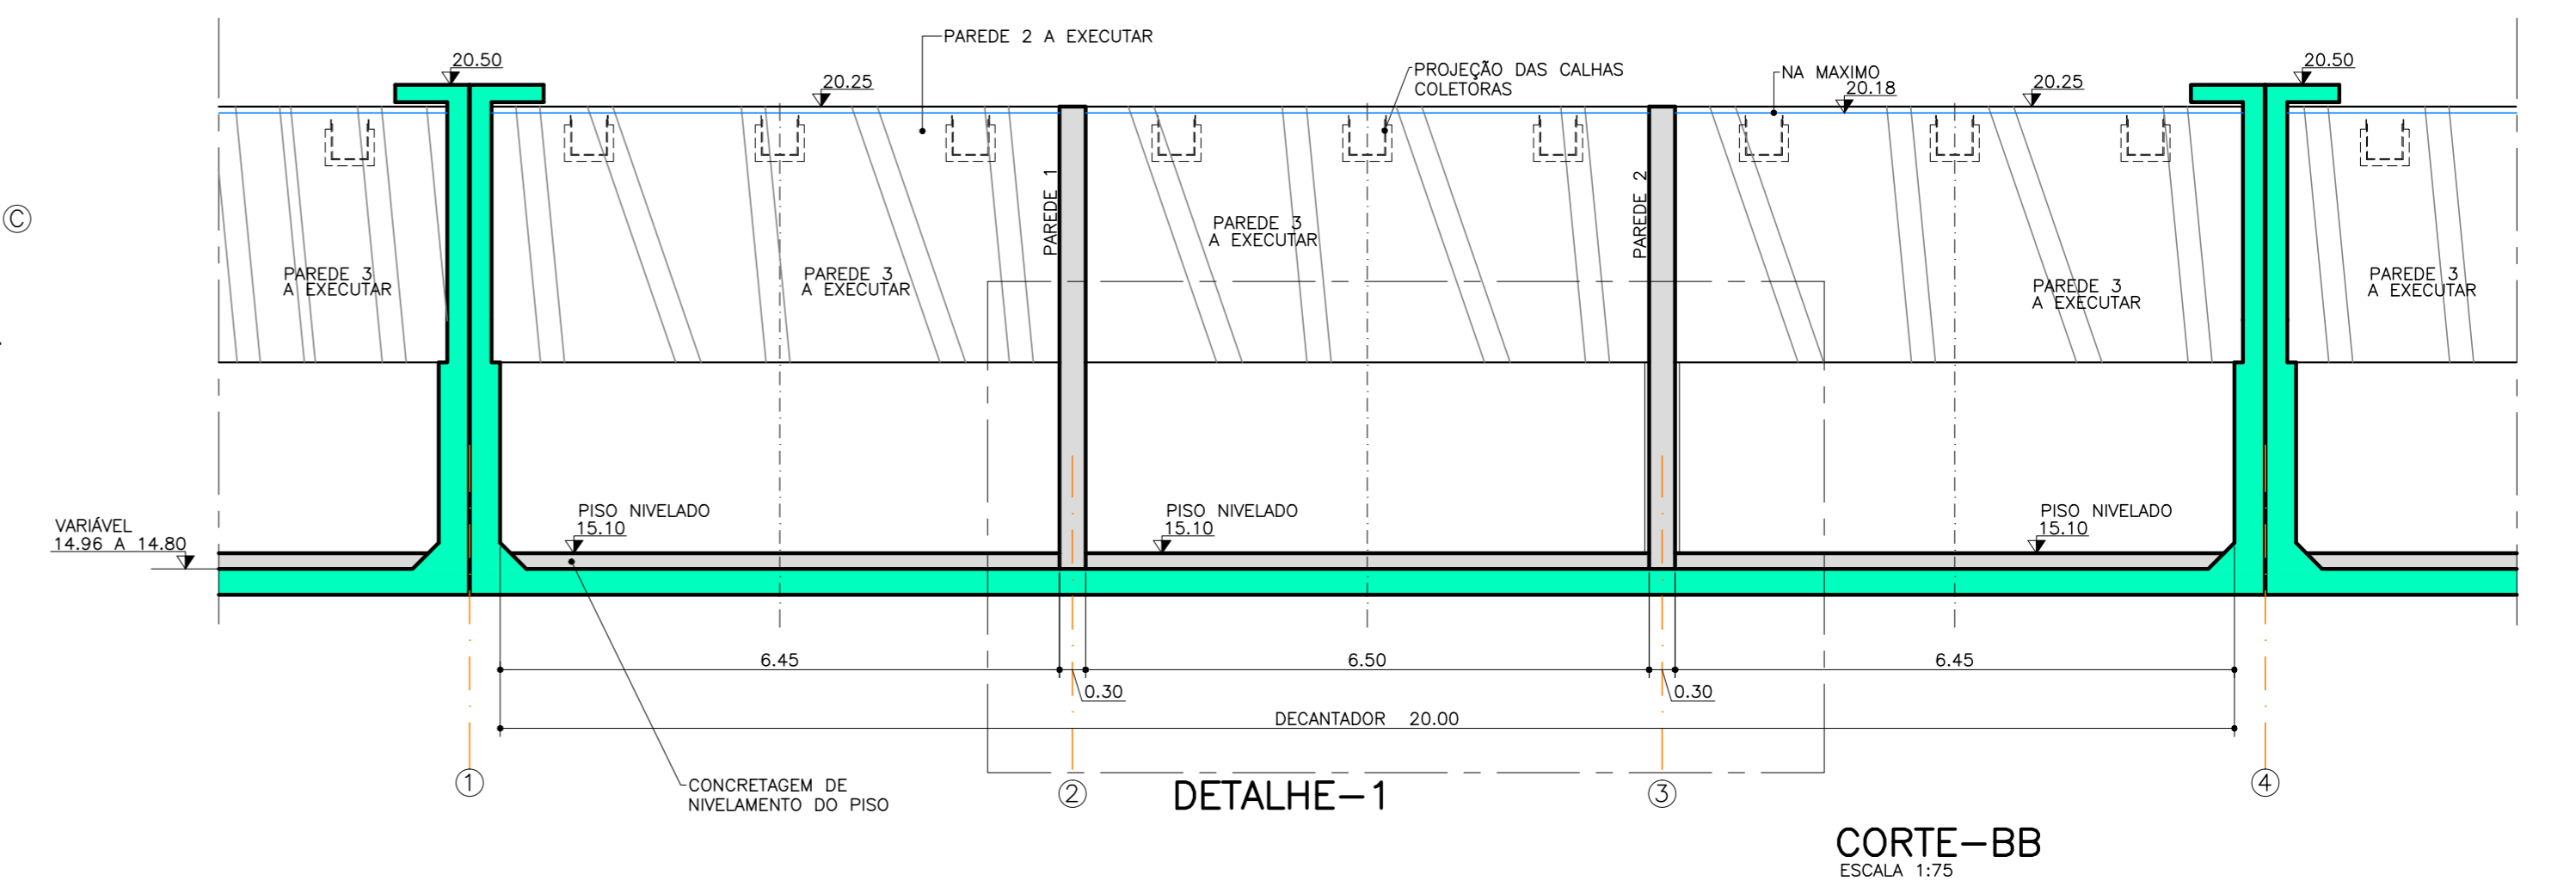 PAREDE 2 A EXECUTAR
20.50
20.25
PROJEÇÃO DAS CALHAS
COLETORAS
NA MAXIMO
20.18
20.25
20.50
C
PAREDE 1
PAREDE 2
PAREDE 3
A EXECUTAR
PAREDE 3
A EXECUTAR
PAREDE 3
A EXECUTAR
PAREDE 3
A EXECUTAR
PAREDE 3
A EXECUTAR
VARIÁVEL
14.96 A 14.80
PISO NIVELADO
15.10
PISO NIVELADO
15.10
PISO NIVELADO
15.10
6.45
6.50
6.45
0.30
0.30
DECANTADOR 20.00
CONCRETAGEM DE
NIVELAMENTO DO PISO
1
2
DETALHE-1
3
4
CORTE-BB
ESCALA 1:75